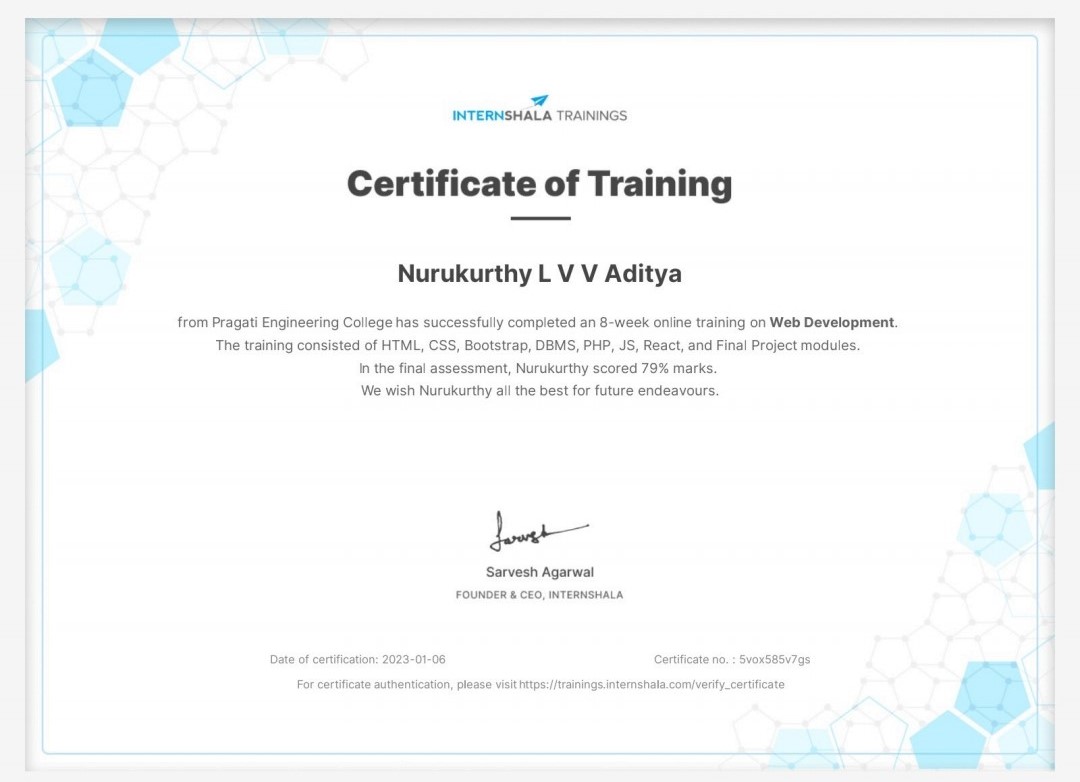 INTERNSHALA TRAININGS
Certificate of Training
Nurukurthy L V V Aditya
from Pragati Engineering College has successfully completed an 8-week online training on Web Development.
The training consisted of HTML, CSS, Bootstrap, DBMS, PHP, JS, React, and Final Project modules.
In the final assessment, Nurukurthy scored 79% marks.
We wish Nurukurthy all the best for future endeavours.
Sarvesh
Sarvesh Agarwal
FOUNDER & CEO, INTERNSHALA
Date of certification: 2023-01-06 Certificate no. : 5vox585v7gs
For certificate authentication, please visit https://trainings.internshala.com/verify_certificate